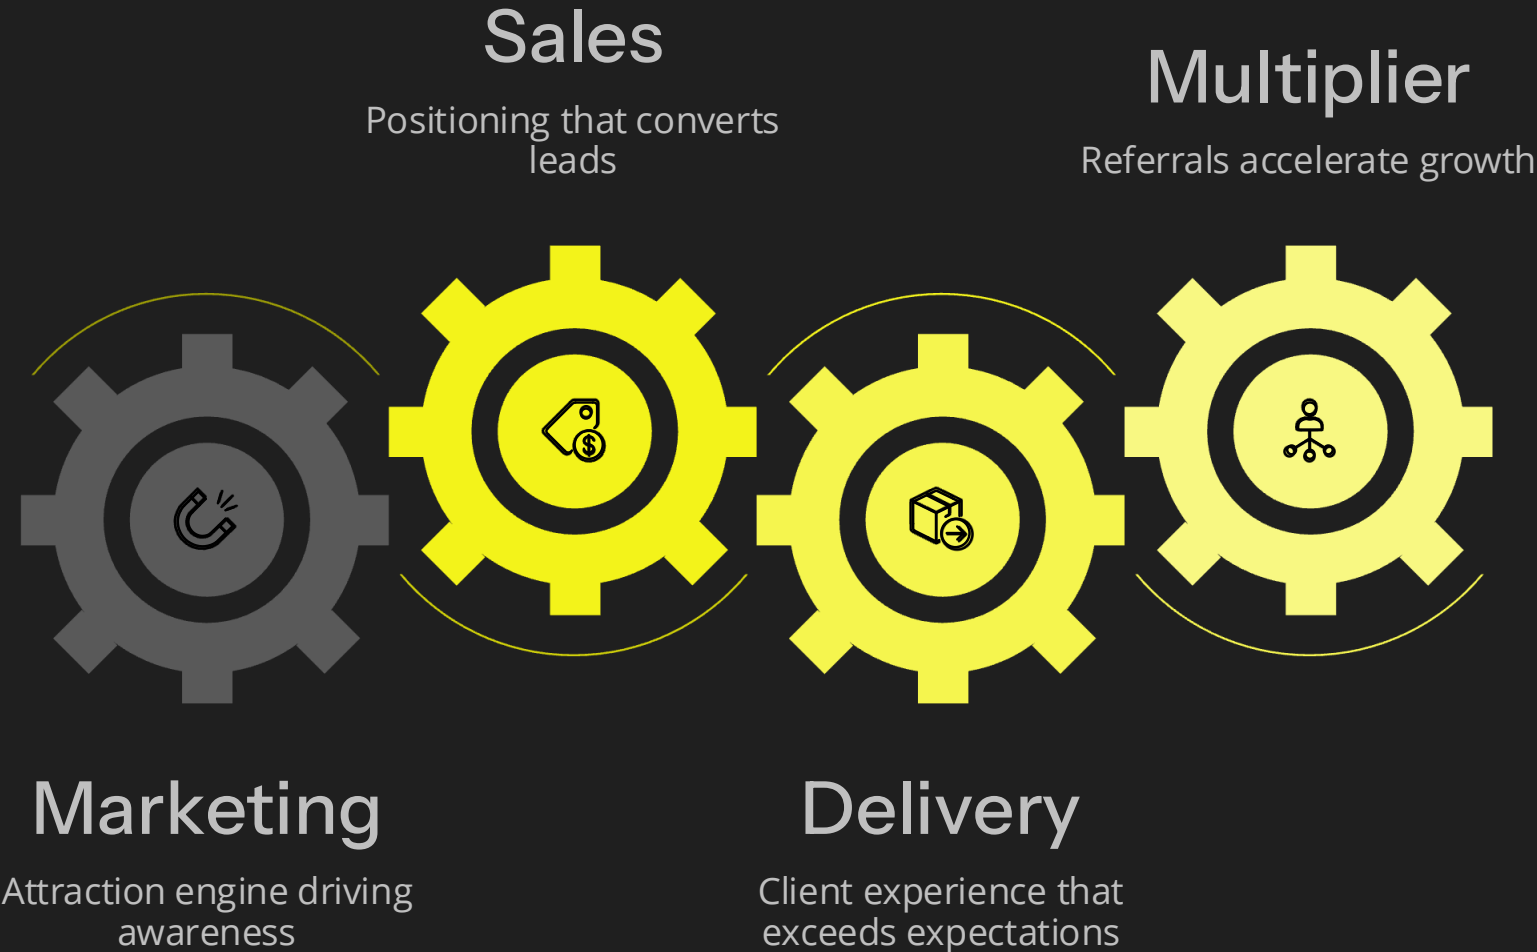 Sales
Positioning that converts
leads
Multiplier
Referrals accelerate growth
$
Marketing
Attraction engine driving
awareness
Delivery
Client experience that
exceeds expectations